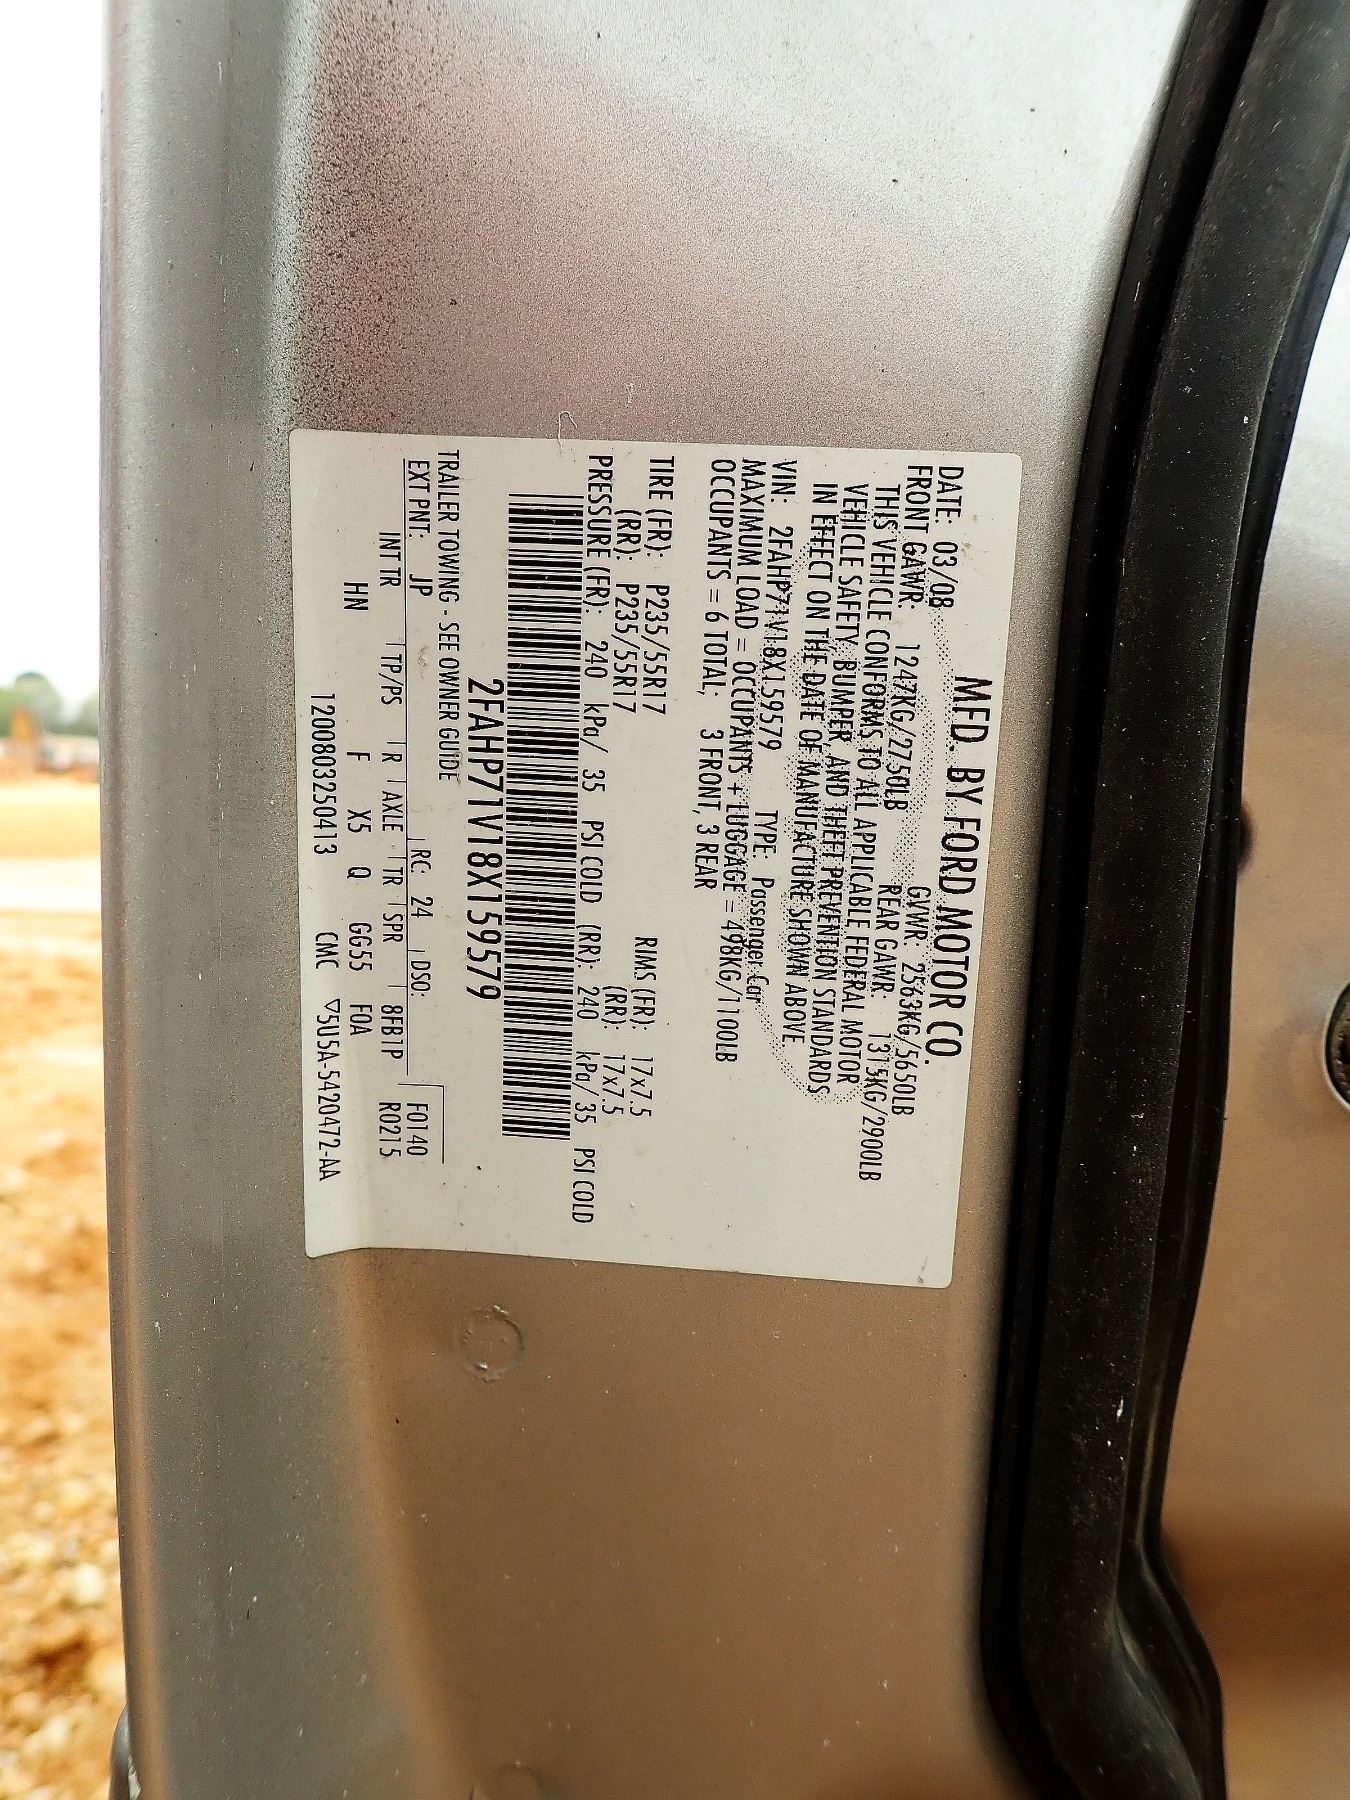 MFD. BY FORD MOTOR CO.
DATE: 03/08 GVWR: 2563KG/5650LB
FRONT GAWR: 1247KG/2750LB REAR GAWR: 1315KG/2900LB
THIS VEHICLE CONFORMS TO ALL APPLICABLE FEDERAL MOTOR
VEHICLE SAFETY, BUMPER, AND THEFT PREVENTION STANDARDS
IN EFFECT ON THE DATE OF MANUFACTURE SHOWN ABOVE.
VIN: 2FAHP71V18X159579 TYPE: Passenger Car
MAXIMUM LOAD = OCCUPANTS + LUGGAGE = 498KG/1100LB
OCCUPANTS = 6 TOTAL, 3 FRONT, 3 REAR
TIRE (FR): P235/55R17 RIMS (FR): 17x7.5
(RR): P235/55R17 (RR): 17x7.5
PRESSURE (FR): 240 kPa/ 35 PSI COLD (RR): 240 kPa/ 35 PSI COLD
2FAHP71V18X159579
TRAILER TOWING - SEE OWNER GUIDE
EXT PNT: JP RC: 24 DSO: F0140
INT TR TP/PS R AXLE TR SPR 8FB1P R0215
HN F X5 Q GG55 F0A
1200803250413 CMC ▽5U5A-5420472-AA